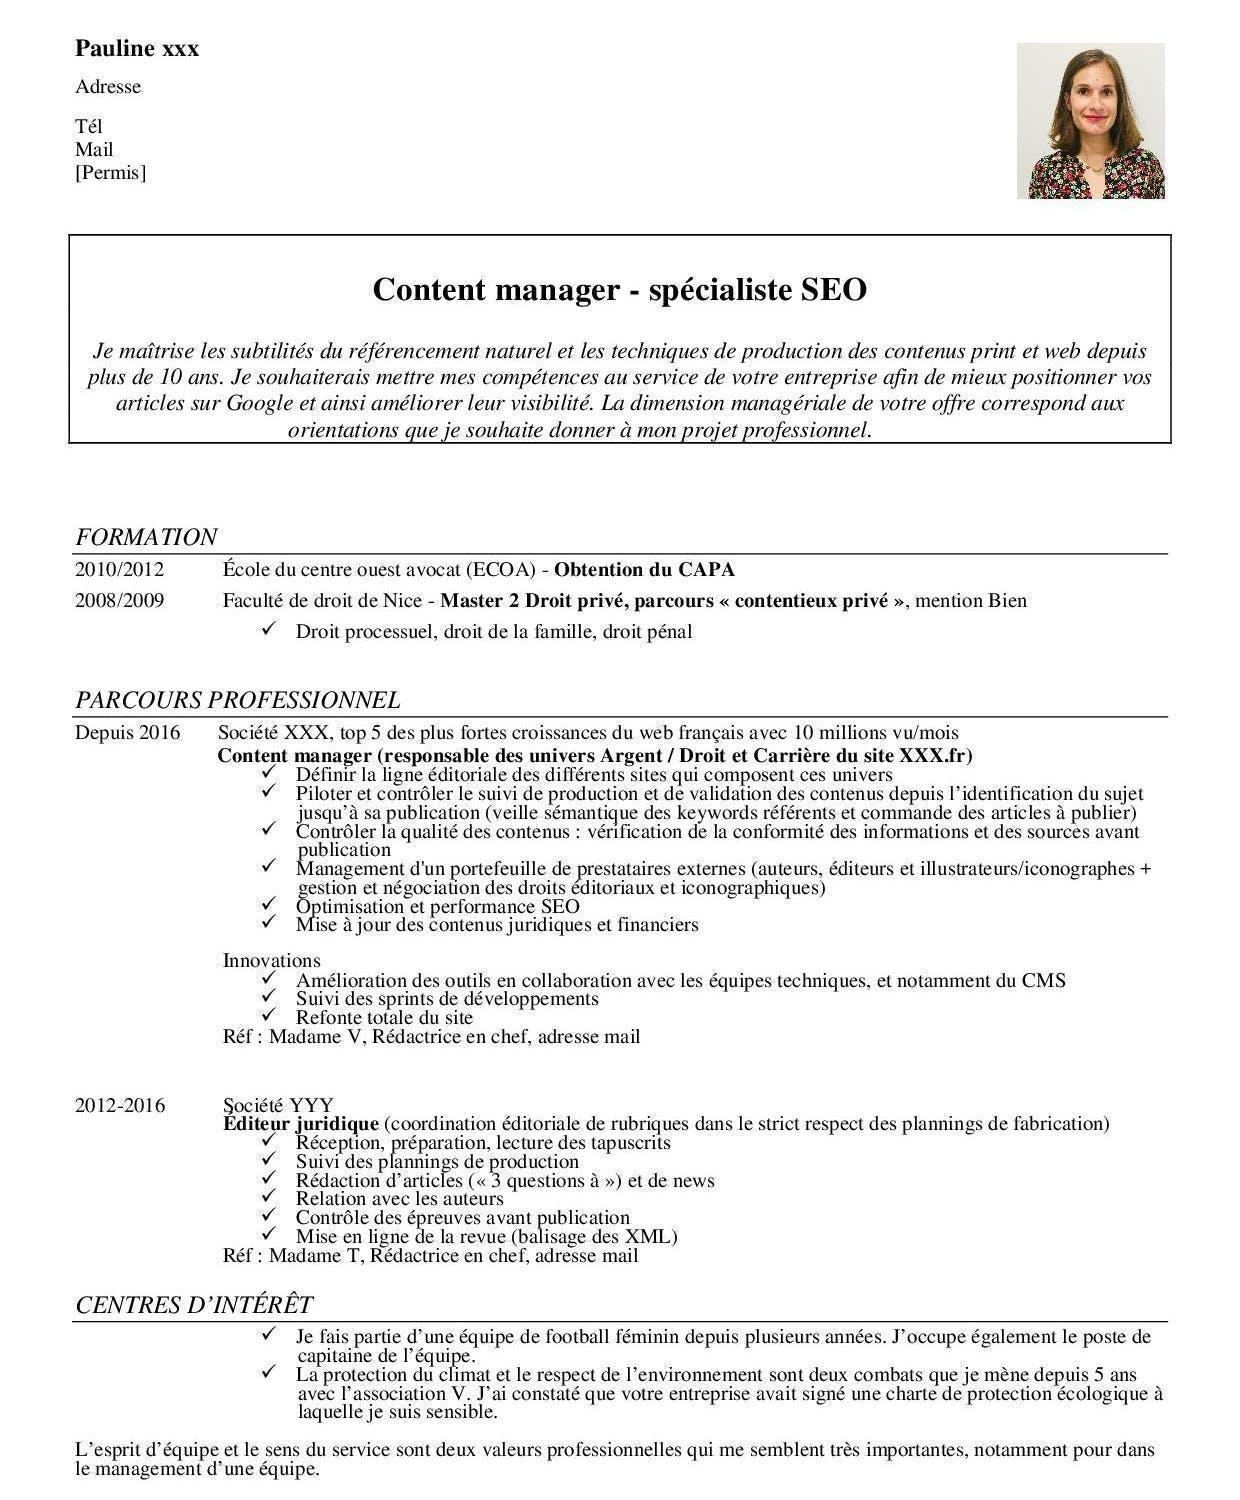 Pauline xxx
Adresse
Tél
Mail
[Permis]
Content manager - spécialiste SEO
Je maîtrise les subtilités du référencement naturel et les techniques de production des contenus print et web depuis
plus de 10 ans. Je souhaiterais mettre mes compétences au service de votre entreprise afin de mieux positionner vos
articles sur Google et ainsi améliorer leur visibilité. La dimension managériale de votre offre correspond aux
orientations que je souhaite donner à mon projet professionnel.
FORMATION
2010/2012 École du centre ouest avocat (ECOA) - Obtention du CAPA
2008/2009 Faculté de droit de Nice - Master 2 Droit privé, parcours « contentieux privé », mention Bien
✓ Droit processuel, droit de la famille, droit pénal
PARCOURS PROFESSIONNEL
Depuis 2016 Société XXX, top 5 des plus fortes croissances du web français avec 10 millions vu/mois
Content manager (responsable des univers Argent / Droit et Carrière du site XXX.fr)
✓ Définir la ligne éditoriale des différents sites qui composent ces univers
✓ Piloter et contrôler le suivi de production et de validation des contenus depuis l’identification du sujet
jusqu’à sa publication (veille sémantique des keywords référents et commande des articles à publier)
✓ Contrôler la qualité des contenus : vérification de la conformité des informations et des sources avant
publication
✓ Management d'un portefeuille de prestataires externes (auteurs, éditeurs et illustrateurs/iconographes +
gestion et négociation des droits éditoriaux et iconographiques)
✓ Optimisation et performance SEO
✓ Mise à jour des contenus juridiques et financiers
Innovations
✓ Amélioration des outils en collaboration avec les équipes techniques, et notamment du CMS
✓ Suivi des sprints de développements
✓ Refonte totale du site
Réf : Madame V, Rédactrice en chef, adresse mail
2012-2016 Société YYY
Éditeur juridique (coordination éditoriale de rubriques dans le strict respect des plannings de fabrication)
✓ Réception, préparation, lecture des tapuscrits
✓ Suivi des plannings de production
✓ Rédaction d’articles (« 3 questions à ») et de news
✓ Relation avec les auteurs
✓ Contrôle des épreuves avant publication
✓ Mise en ligne de la revue (balisage des XML)
Réf : Madame T, Rédactrice en chef, adresse mail
CENTRES D’INTÉRÊT
✓ Je fais partie d’une équipe de football féminin depuis plusieurs années. J’occupe également le poste de
capitaine de l’équipe.
✓ La protection du climat et le respect de l’environnement sont deux combats que je mène depuis 5 ans
avec l’association V. J’ai constaté que votre entreprise avait signé une charte de protection écologique à
laquelle je suis sensible.
L’esprit d’équipe et le sens du service sont deux valeurs professionnelles qui me semblent très importantes, notamment pour dans
le management d’une équipe.